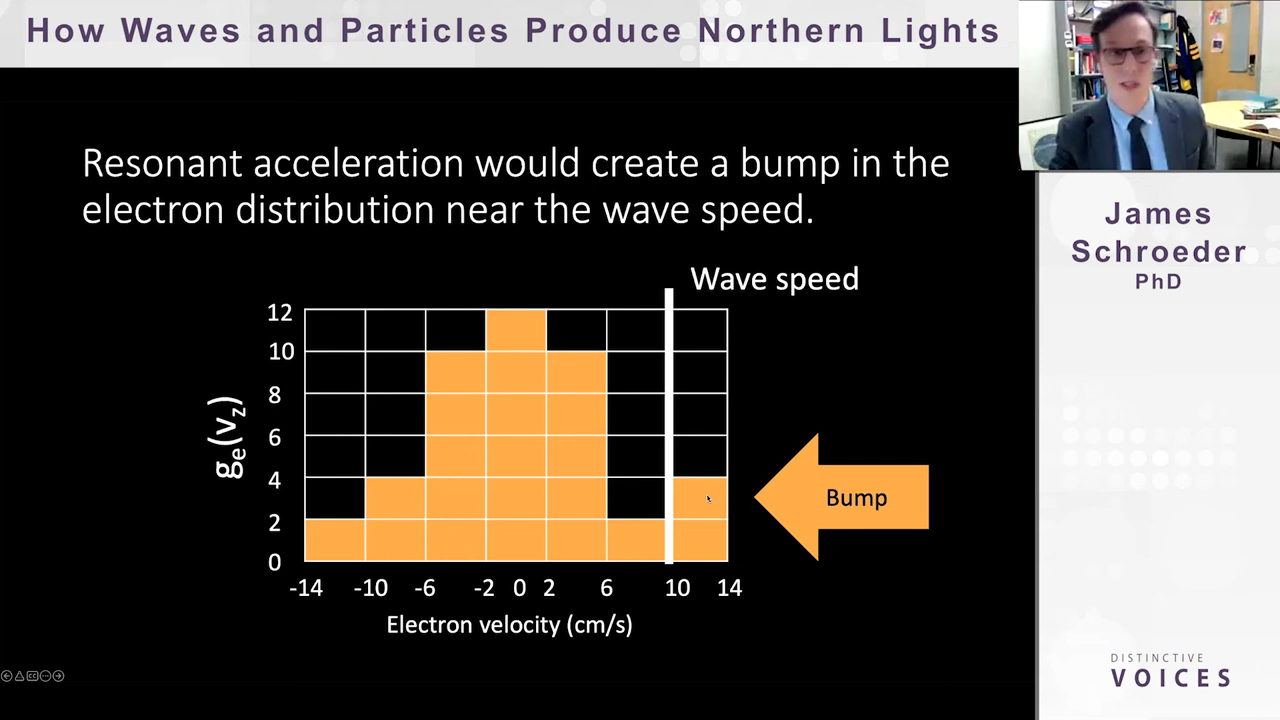 How Waves and Particles Produce Northern Lights
Resonant acceleration would create a bump in the
electron distribution near the wave speed.
Wave speed
12
10
8
6
4
2
0
gₑ(v_z)
-14 -10 -6 -2 0 2 6 10 14
Electron velocity (cm/s)
Bump
James
Schroeder
PhD
DISTINCTIVE
VOICES